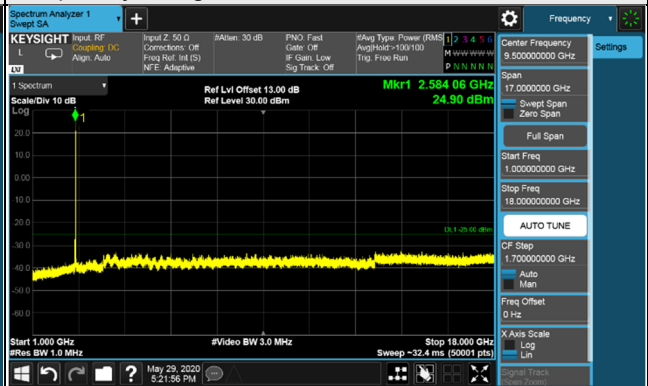 Spectrum Analyzer 1
Swept SA
Frequency
KEYSIGHT
L
LXI
Input: RF
Coupling: DC
Align: Auto
Input Z: 50 Ω
Corrections: Off
Freq Ref: Int (S)
NFE: Adaptive
#Atten: 30 dB
PNO: Fast
Gate: Off
IF Gain: Low
Sig Track: Off
#Avg Type: Power (RMS
Avg|Hold:>100/100
Trig: Free Run
1 2 3 4 5 6
M W W W W W
P N N N N N
1 Spectrum
Scale/Div 10 dB
Ref Lvl Offset 13.00 dB
Ref Level 30.00 dBm
Mkr1 2.584 06 GHz
24.90 dBm
Log
1
20.0
10.0
0.00
-10.0
-20.0
-30.0
-40.0
-50.0
-60.0
DL1 -25.00 dBm
Start 1.000 GHz
#Res BW 1.0 MHz
#Video BW 3.0 MHz
Stop 18.000 GHz
Sweep ~32.4 ms (50001 pts)
May 29, 2020
5:21:56 PM
Center Frequency
9.500000000 GHz
Settings
Span
17.0000000 GHz
Swept Span
Zero Span
Full Span
Start Freq
1.000000000 GHz
Stop Freq
18.000000000 GHz
AUTO TUNE
CF Step
1.700000000 GHz
Auto
Man
Freq Offset
0 Hz
X Axis Scale
Log
Lin
Signal Track
(Span Zoom)